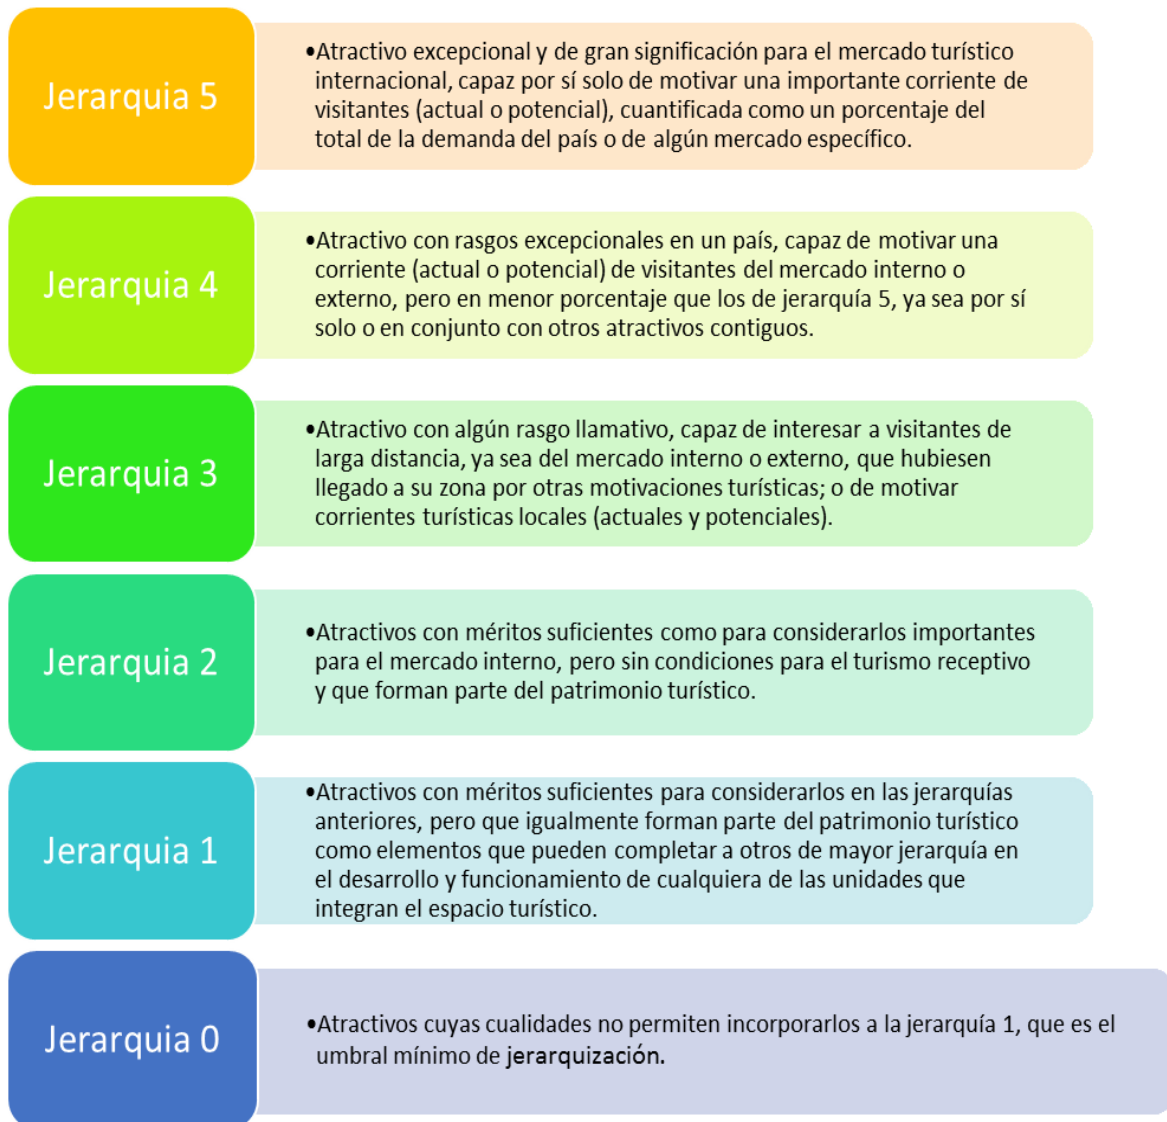 Jerarquia 5
•Atractivo excepcional y de gran significación para el mercado turístico
internacional, capaz por sí solo de motivar una importante corriente de
visitantes (actual o potencial), cuantificada como un porcentaje del
total de la demanda del país o de algún mercado específico.
Jerarquia 4
•Atractivo con rasgos excepcionales en un país, capaz de motivar una
corriente (actual o potencial) de visitantes del mercado interno o
externo, pero en menor porcentaje que los de jerarquía 5, ya sea por sí
solo o en conjunto con otros atractivos contiguos.
Jerarquia 3
•Atractivo con algún rasgo llamativo, capaz de interesar a visitantes de
larga distancia, ya sea del mercado interno o externo, que hubiesen
llegado a su zona por otras motivaciones turísticas; o de motivar
corrientes turísticas locales (actuales y potenciales).
Jerarquia 2
•Atractivos con méritos suficientes como para considerarlos importantes
para el mercado interno, pero sin condiciones para el turismo receptivo
y que forman parte del patrimonio turístico.
Jerarquia 1
•Atractivos con méritos suficientes para considerarlos en las jerarquías
anteriores, pero que igualmente forman parte del patrimonio turístico
como elementos que pueden completar a otros de mayor jerarquía en
el desarrollo y funcionamiento de cualquiera de las unidades que
integran el espacio turístico.
Jerarquia 0
•Atractivos cuyas cualidades no permiten incorporarlos a la jerarquía 1, que es el
umbral mínimo de jerarquización.